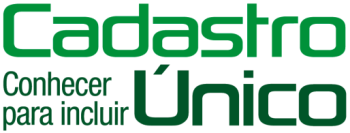 Cadastro
Conhecer
para incluir
Único